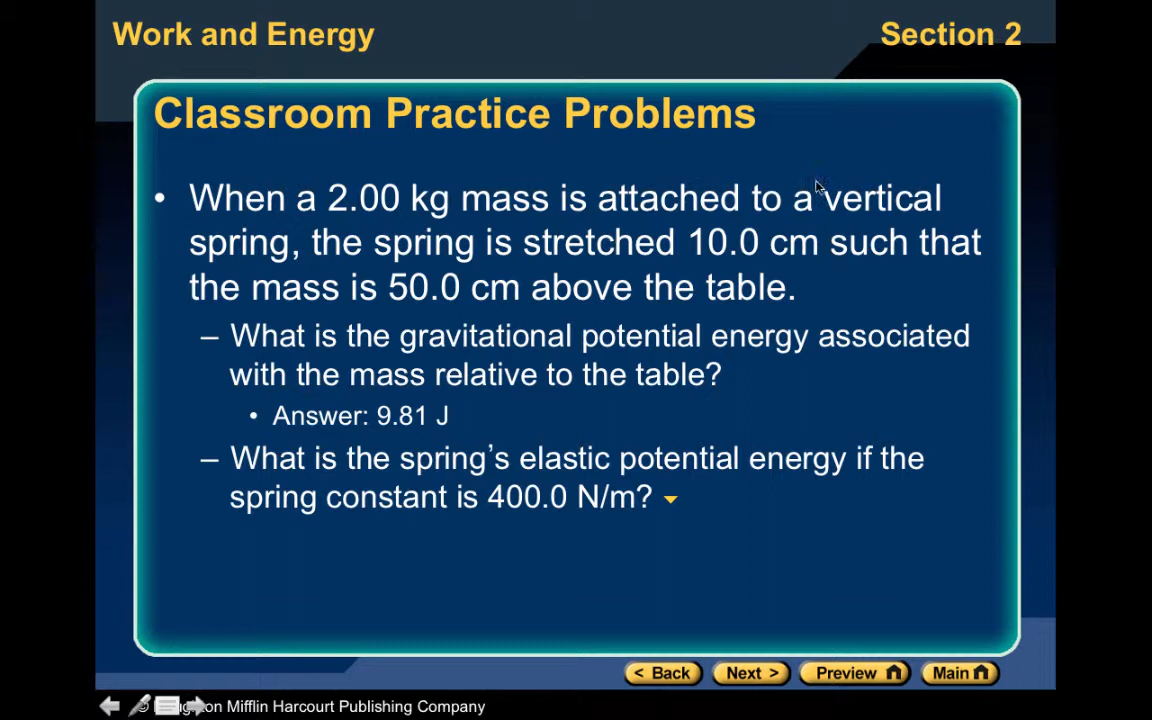 Work and Energy
Section 2
Classroom Practice Problems
• When a 2.00 kg mass is attached to a vertical
spring, the spring is stretched 10.0 cm such that
the mass is 50.0 cm above the table.
– What is the gravitational potential energy associated
with the mass relative to the table?
• Answer: 9.81 J
– What is the spring’s elastic potential energy if the
spring constant is 400.0 N/m?
< Back
Next >
Preview
Main
© Mifflin Harcourt Publishing Company